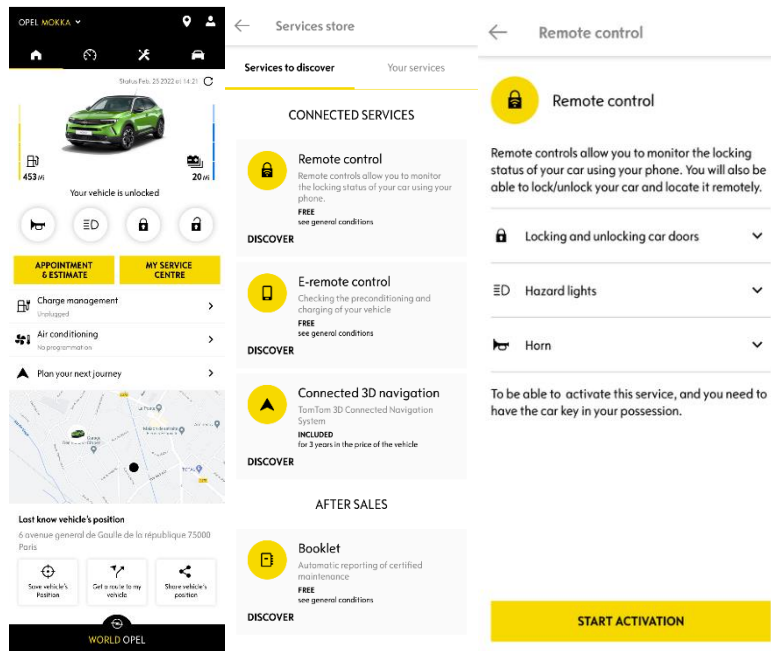 OPEL MOKKA
Status Feb. 25 2022 at 14:21
453 Mi
20 Mi
Your vehicle is unlocked
APPOINTMENT
& ESTIMATE
MY SERVICE
CENTRE
Charge management
Unplugged
Air conditioning
No programmation
Plan your next journey
Last know vehicle's position
6 avenue general de Gaulle de la république 75000
Paris
Save vehicle's
Position
Get a route to my
vehicle
Share vehicle's
position
WORLD OPEL
Services store
Services to discover
Your services
CONNECTED SERVICES
Remote control
Remote controls allow you to monitor
the locking status of your car using your
phone.
FREE
see general conditions
DISCOVER
E-remote control
Checking the preconditioning and
charging of your vehicle
FREE
see general conditions
DISCOVER
Connected 3D navigation
TomTom 3D Connected Navigation
System
INCLUDED
for 3 years in the price of the vehicle
DISCOVER
AFTER SALES
Booklet
Automatic reporting of certified
maintenance
FREE
see general conditions
DISCOVER
Remote control
Remote control
Remote controls allow you to monitor the locking
status of your car using your phone. You will also be
able to lock/unlock your car and locate it remotely.
Locking and unlocking car doors
Hazard lights
Horn
To be able to activate this service, and you need to
have the car key in your possession.
START ACTIVATION